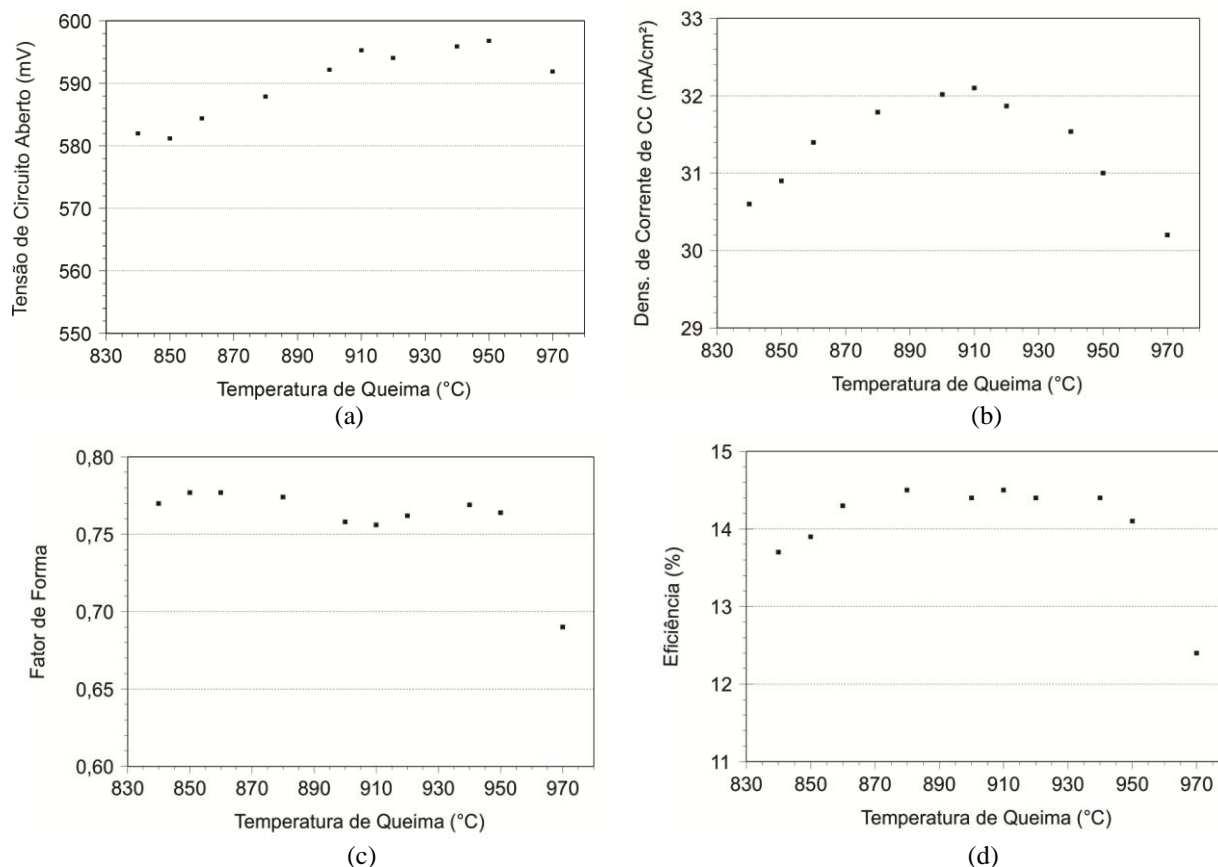 600
590
580
570
560
550
830 850 870 890 910 930 950 970
Tensão de Circuito Aberto (mV)
Temperatura de Queima (°C)
(a)
33
32
31
30
29
830 850 870 890 910 930 950 970
Dens. de Corrente de CC (mA/cm²)
Temperatura de Queima (°C)
(b)
0,80
0,75
0,70
0,65
0,60
830 850 870 890 910 930 950 970
Fator de Forma
Temperatura de Queima (°C)
(c)
15
14
13
12
11
830 850 870 890 910 930 950 970
Eficiência (%)
Temperatura de Queima (°C)
(d)